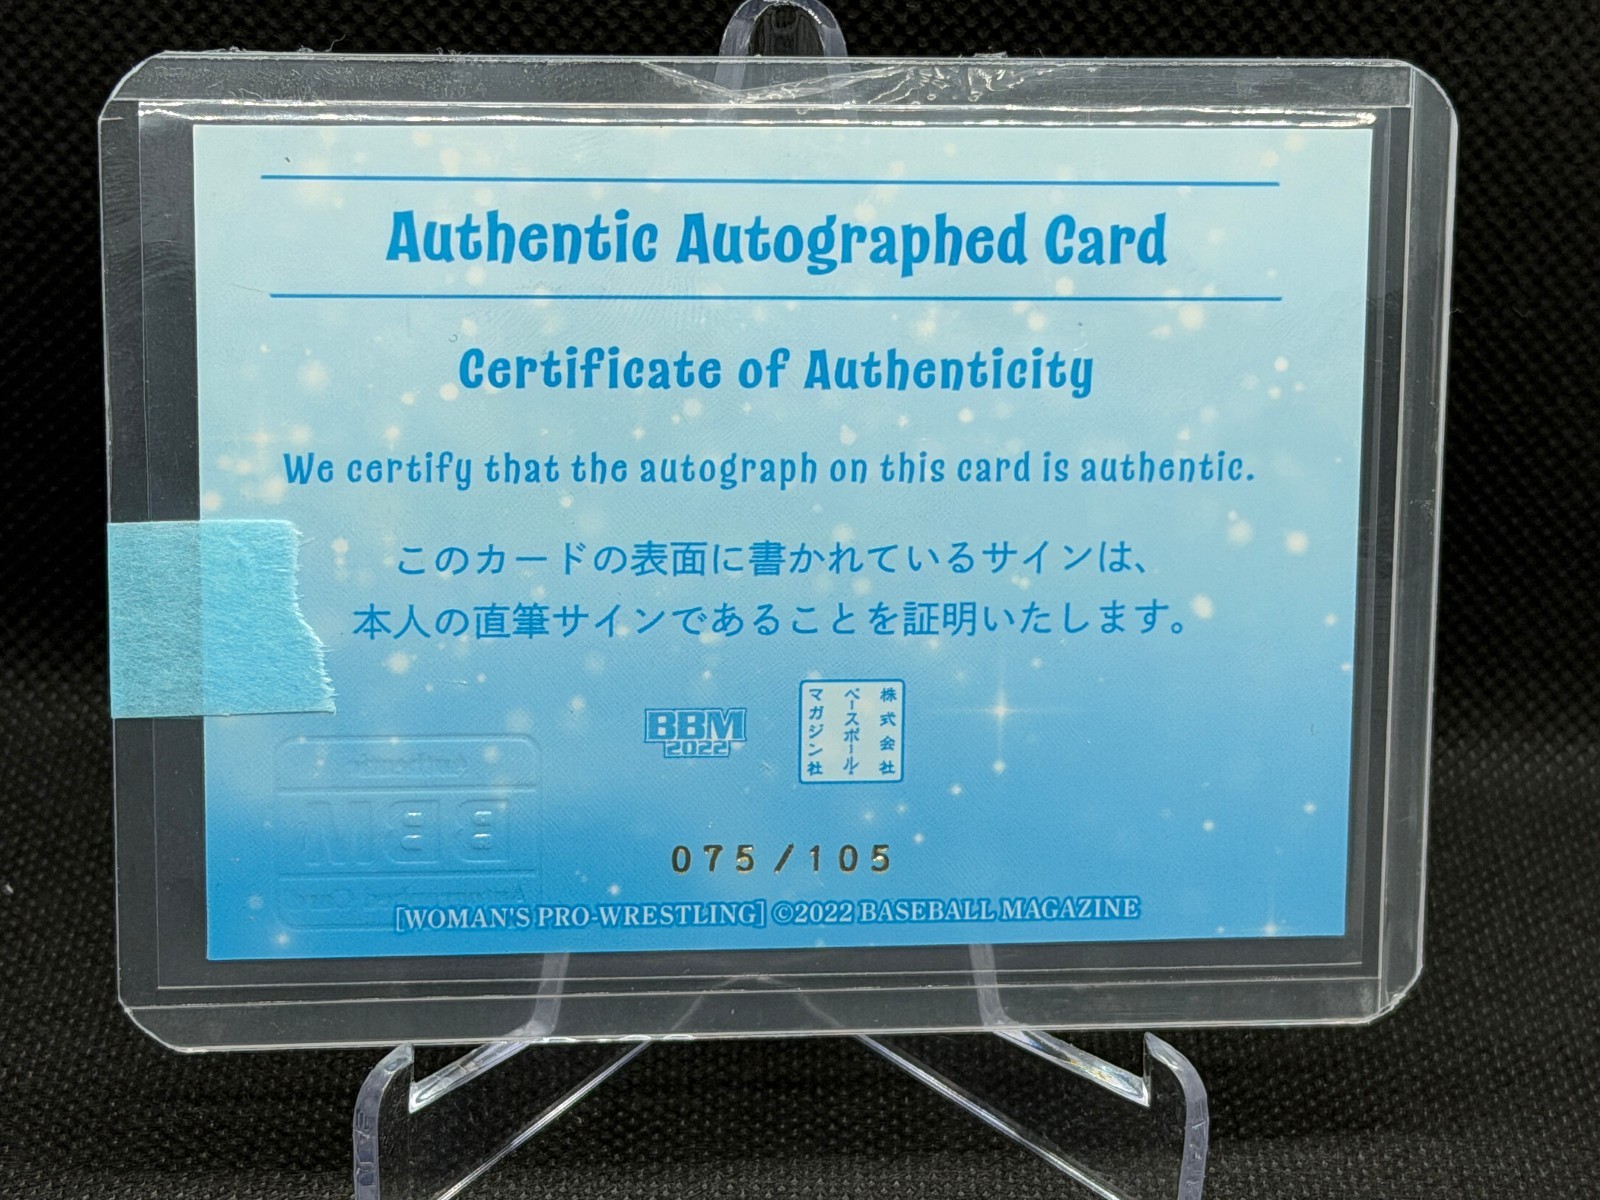 Authentic Autographed Card
Certificate of Authenticity
We certify that the autograph on this card is authentic.
このカードの表面に書かれているサインは、
本人の直筆サインであることを証明いたします。
BBM
2022
株式会社
ベースボール・
マガジン社
075/105
[WOMAN'S PRO-WRESTLING] ©2022 BASEBALL MAGAZINE